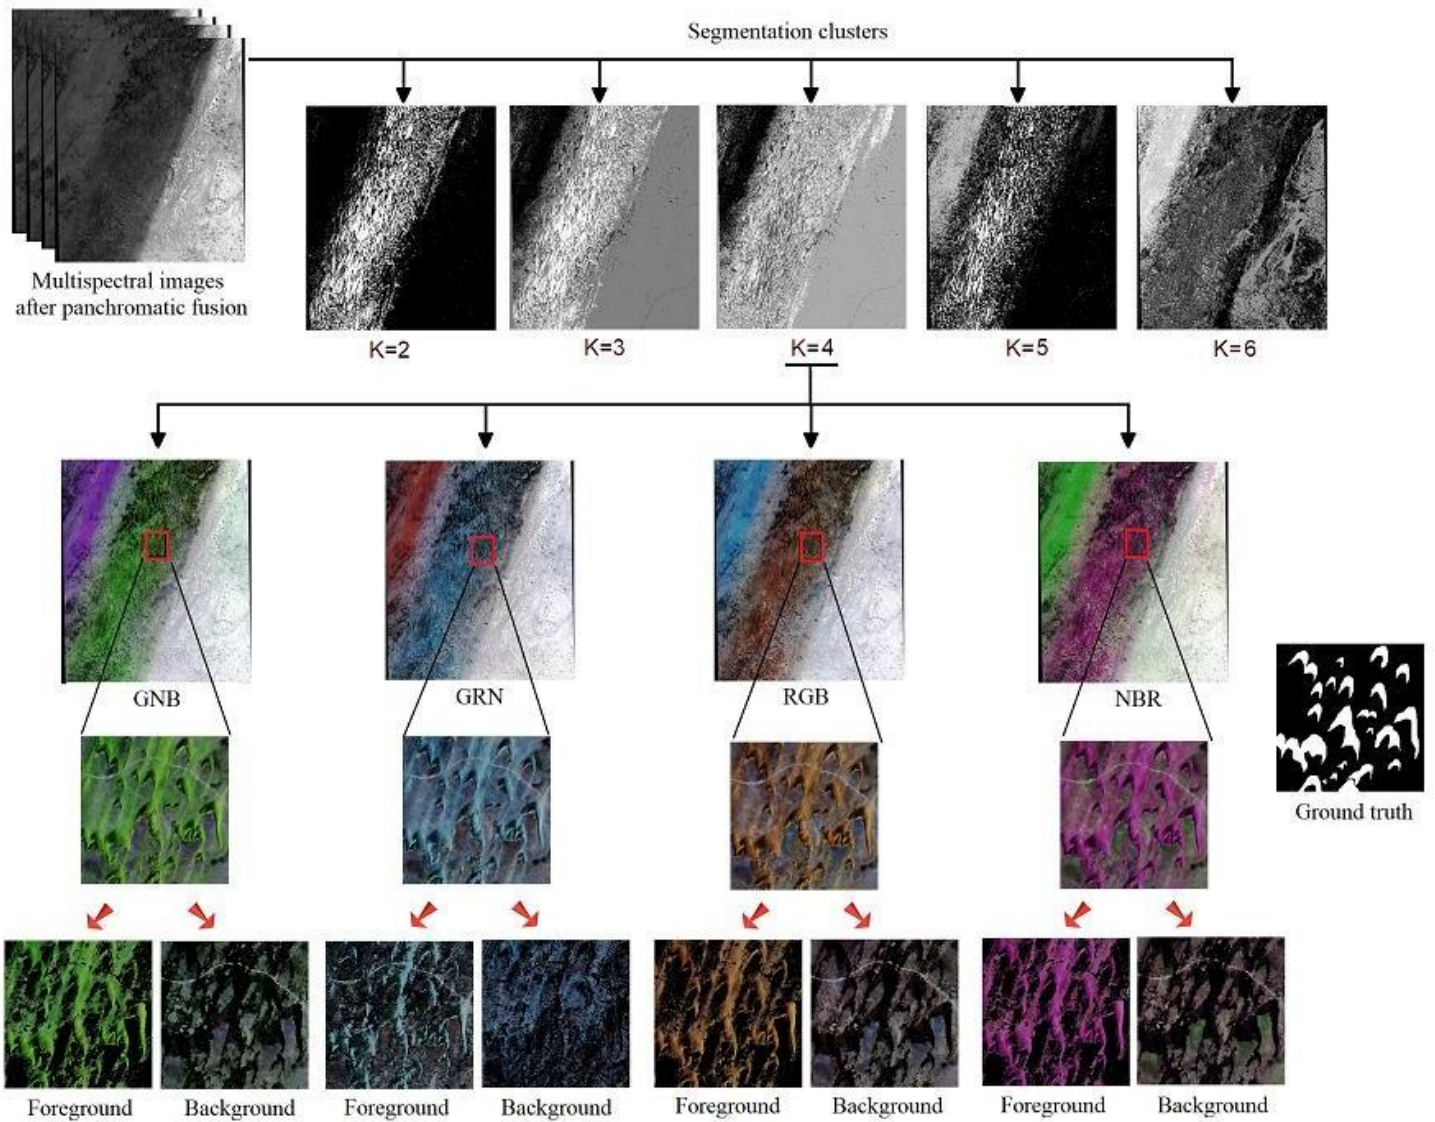 Segmentation clusters
Multispectral images
after panchromatic fusion
K=2
K=3
K=4
K=5
K=6
GNB
GRN
RGB
NBR
Ground truth
Foreground
Background
Foreground
Background
Foreground
Background
Foreground
Background